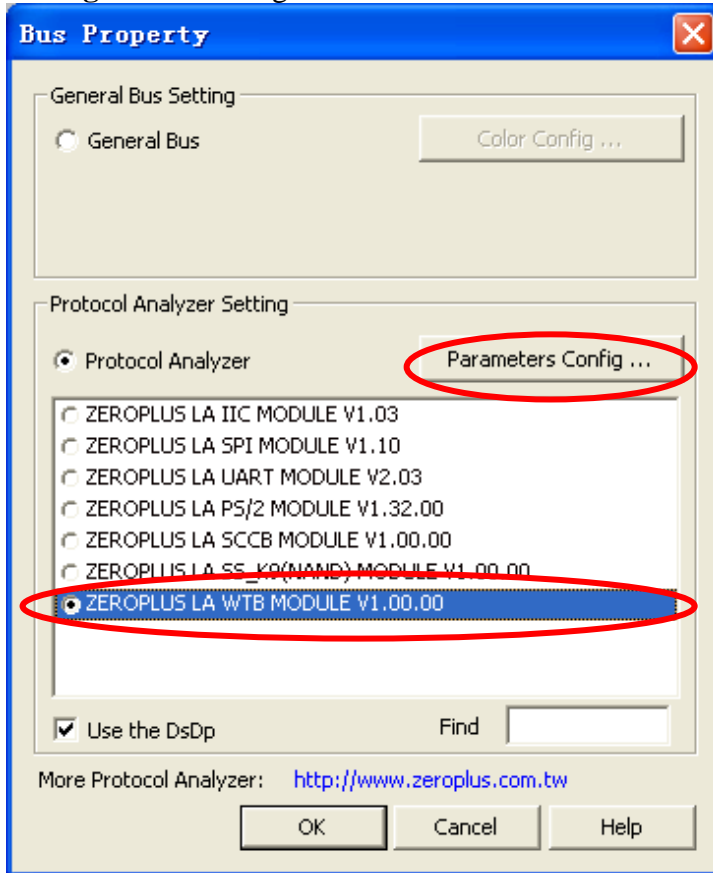 Bus Property
General Bus Setting
General Bus
Color Config ...
Protocol Analyzer Setting
Protocol Analyzer
Parameters Config ...
ZEROPLUS LA IIC MODULE V1.03
ZEROPLUS LA SPI MODULE V1.10
ZEROPLUS LA UART MODULE V2.03
ZEROPLUS LA PS/2 MODULE V1.32.00
ZEROPLUS LA SCCB MODULE V1.00.00
ZEROPLUS LA SS_K9(NAND) MODULE V1.00.00
ZEROPLUS LA WTB MODULE V1.00.00
Use the DsDp
Find
More Protocol Analyzer: http://www.zeroplus.com.tw
OK Cancel Help